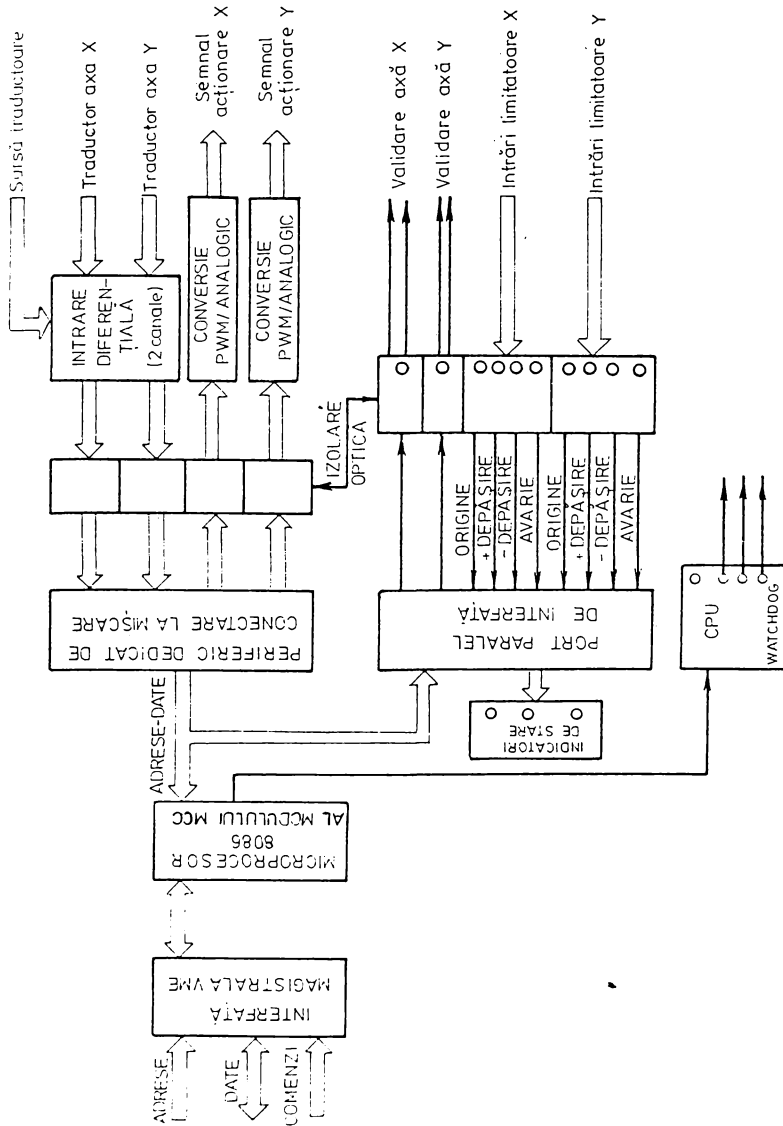 Sursă traductoare
Traductor axa X
Traductor axa Y
Semnal
acționare X
Semnal
acționare Y
INTRARE
DIFEREN-
ȚIALĂ
(2 canale)
CONVERSIE
PWM/ANALOGIC
CONVERSIE
PWM/ANALOGIC
IZOLARE
OPTICA
Validare axă X
Validare axă Y
Intrări limitatoare X
Intrări limitatoare Y
ORIGINE
+ DEPĂȘIRE
- DEPĂȘIRE
AVARIE
ORIGINE
+ DEPĂȘIRE
- DEPĂȘIRE
AVARIE
PERIFERIC DEDICAT DE
CONECTARE LA MIȘCARE
PORT PARALEL
DE INTERFAȚĂ
CPU
WATCHDOG
INDICATORI
DE STARE
ADRESE-DATE
MICROPROCESOR
8086
AL MODULULUI MCC
INTERFAȚĂ
MAGISTRALA VME
ADRESE
DATE
COMENZI